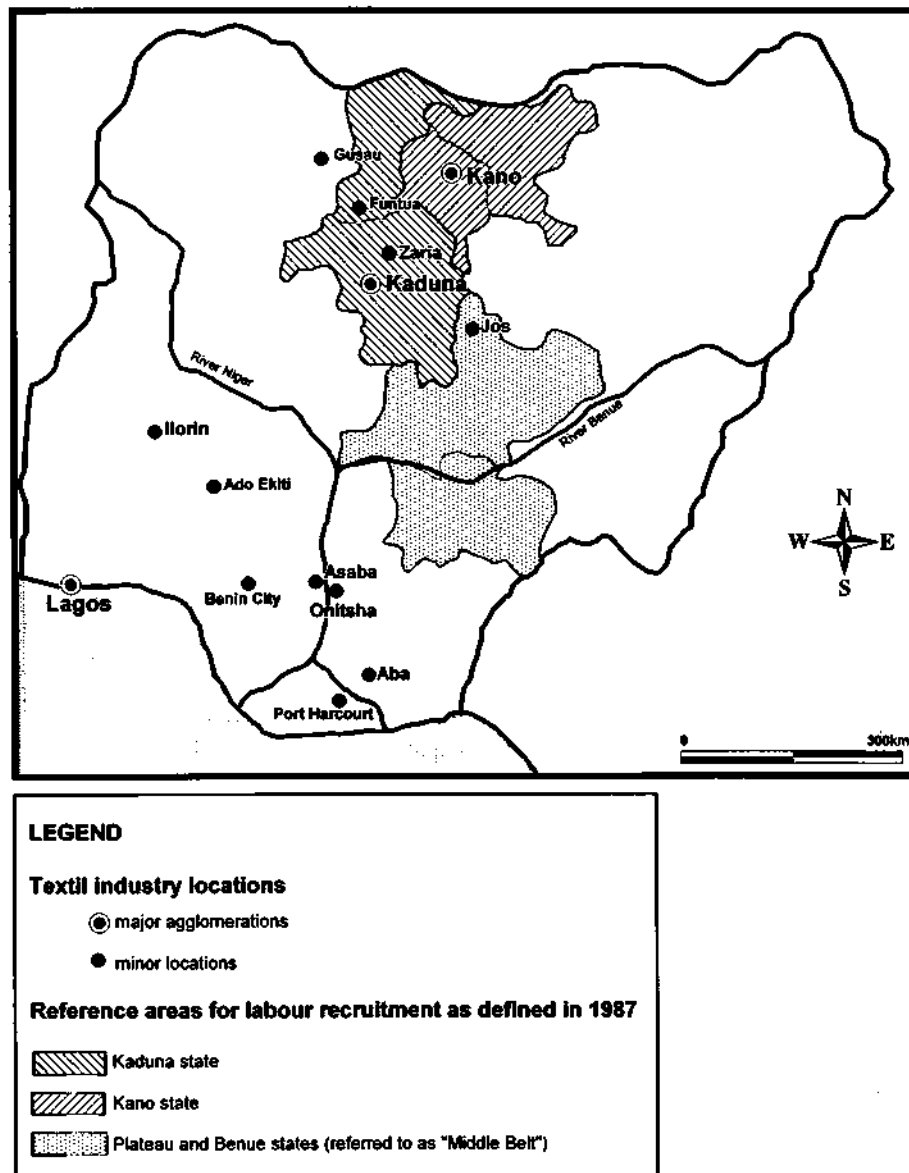 Gusau
Kano
Funtua
Zaria
Kaduna
Jos
River Niger
River Benue
Ilorin
Ado Ekiti
N
W E
S
Asaba
Lagos
Benin City
Onitsha
Aba
Port Harcourt
0 300km
LEGEND
Textil industry locations
major agglomerations
minor locations
Reference areas for labour recruitment as defined in 1987
Kaduna state
Kano state
Plateau and Benue states (referred to as "Middle Belt")